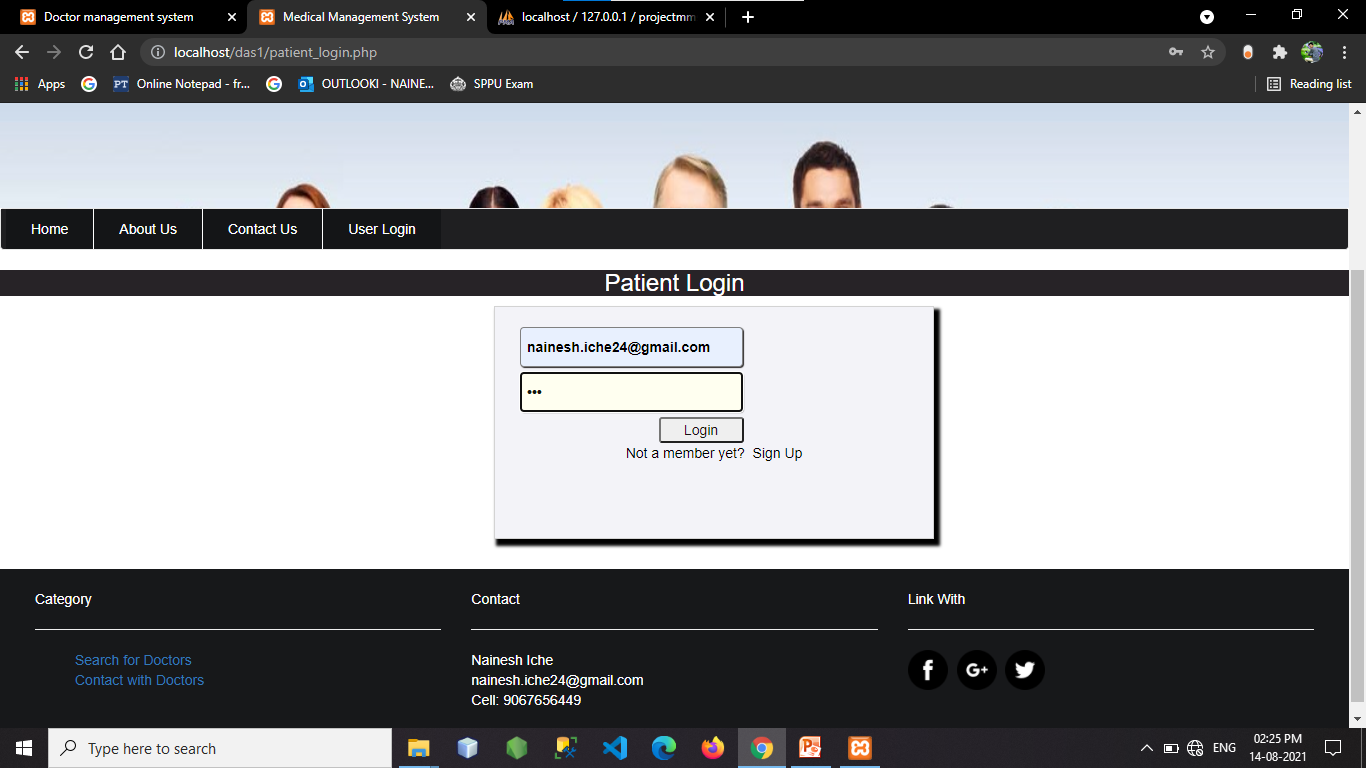 Doctor management system
Medical Management System
localhost / 127.0.0.1 / projectmm
localhost/das1/patient_login.php
Apps
Online Notepad - fr...
OUTLOOKI - NAINE...
SPPU Exam
Reading list
Home
About Us
Contact Us
User Login
Patient Login
nainesh.iche24@gmail.com
•••
Login
Not a member yet? Sign Up
Category
Contact
Link With
Search for Doctors
Contact with Doctors
Nainesh Iche
nainesh.iche24@gmail.com
Cell: 9067656449
Type here to search
ENG
02:25 PM
14-08-2021